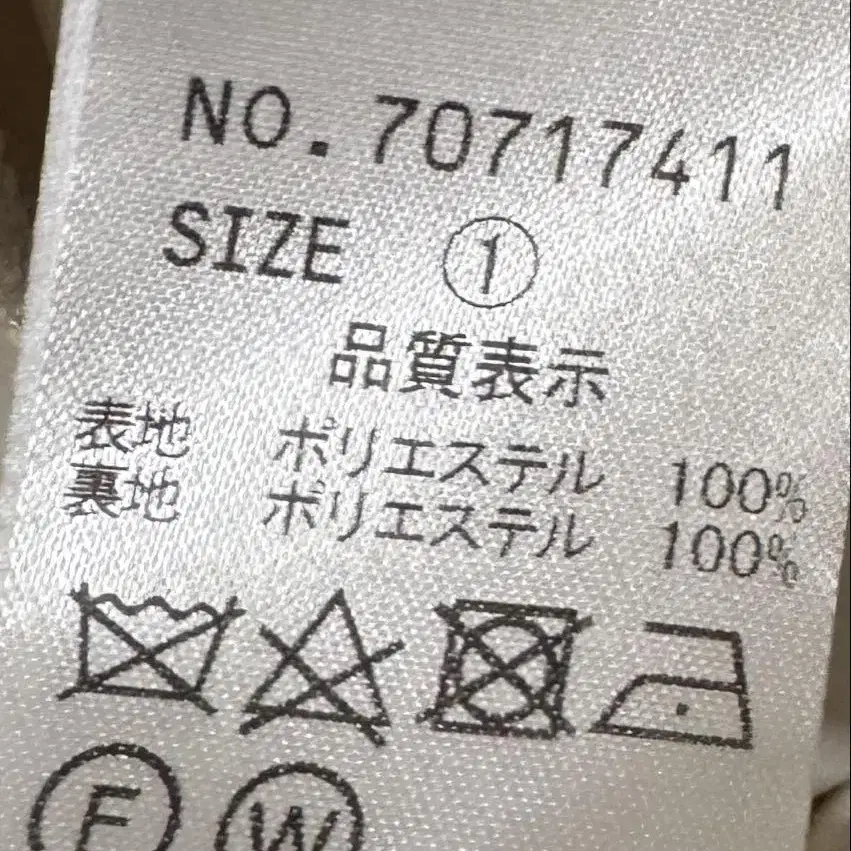 NO.70717411
SIZE ①
品質表示
表地 ポリエステル 100%
裏地 ポリエステル 100%
F W